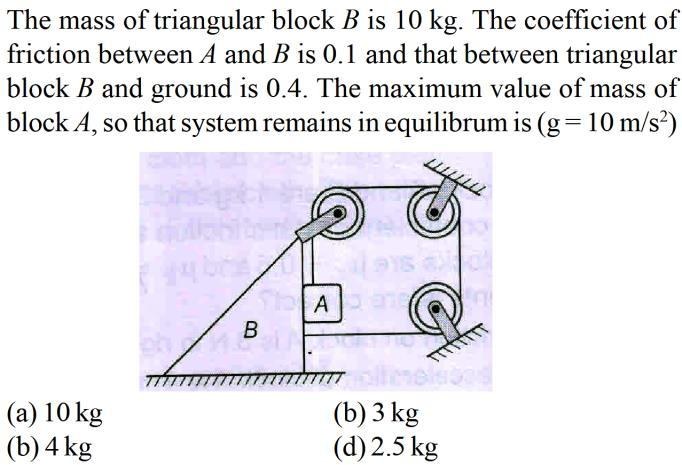 The mass of triangular block B is 10 kg. The coefficient of
friction between A and B is 0.1 and that between triangular
block B and ground is 0.4. The maximum value of mass of
block A, so that system remains in equilibrum is (g = 10 m/s²)
A
B
(a) 10 kg (b) 3 kg
(b) 4 kg (d) 2.5 kg